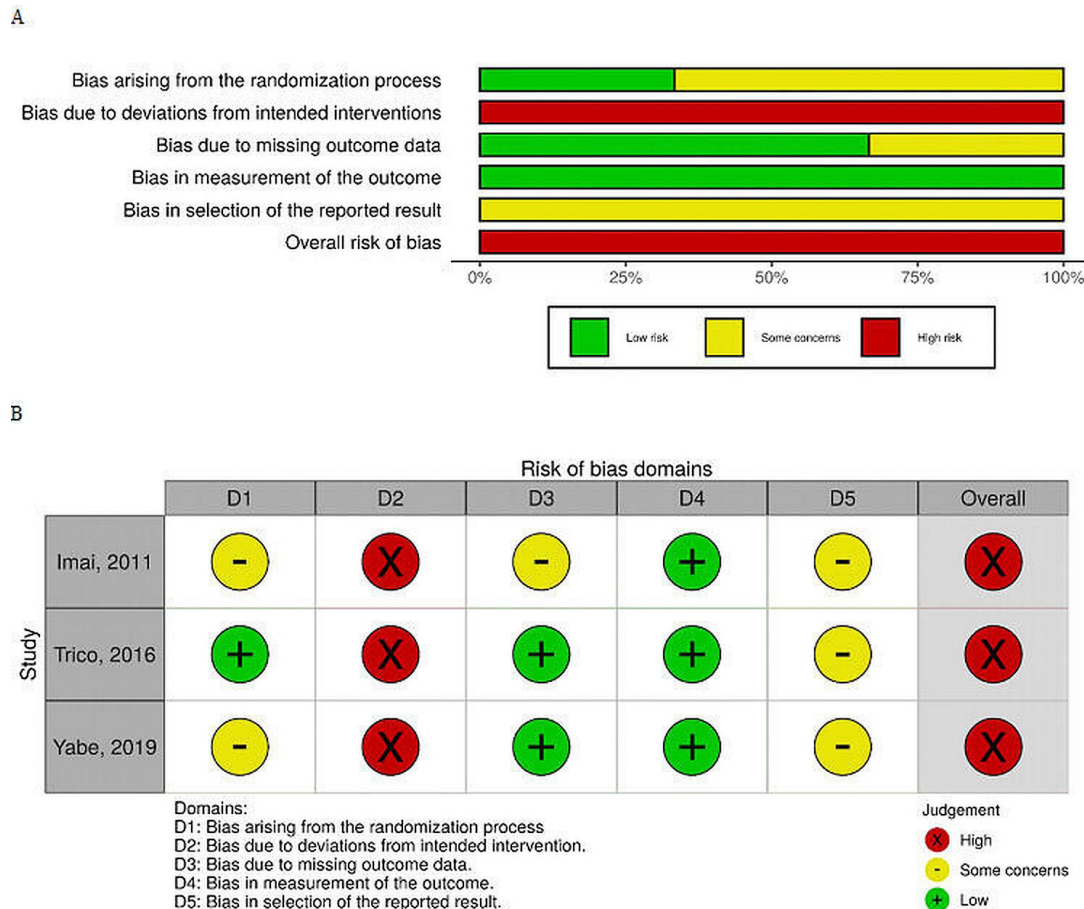 A
Bias arising from the randomization process
Bias due to deviations from intended interventions
Bias due to missing outcome data
Bias in measurement of the outcome
Bias in selection of the reported result
Overall risk of bias
0% 25% 50% 75% 100%
Low risk Some concerns High risk
B
Risk of bias domains
D1 D2 D3 D4 D5 Overall
Study
Imai, 2011 - X - + - X
Trico, 2016 + X + + - X
Yabe, 2019 - X + + - X
Domains:
D1: Bias arising from the randomization process
D2: Bias due to deviations from intended intervention.
D3: Bias due to missing outcome data.
D4: Bias in measurement of the outcome.
D5: Bias in selection of the reported result.
Judgement
X High
- Some concerns
+ Low